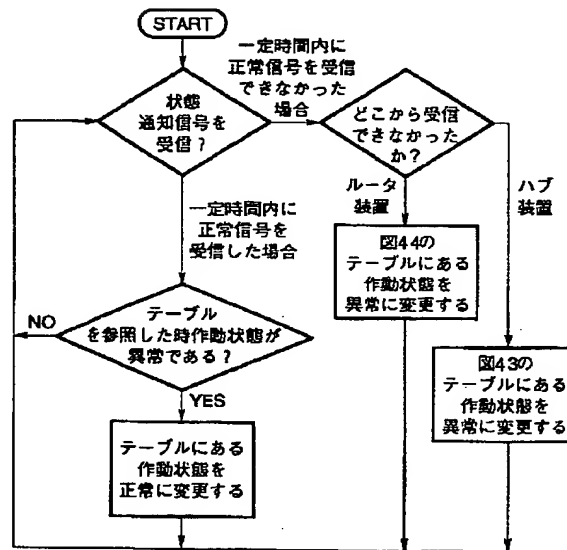 START
一定時間内に
正常信号を受信
できなかった
場合
状態
通知信号を
受信？
どこから受信
できなかった
か？
ルータ
装置
ハブ
装置
一定時間内に
正常信号を
受信した場合
図44の
テーブルにある
作動状態を
異常に変更する
NO
テーブル
を参照した時作動状態が
異常である？
図43の
テーブルにある
作動状態を
異常に変更する
YES
テーブルにある
作動状態を
正常に変更する